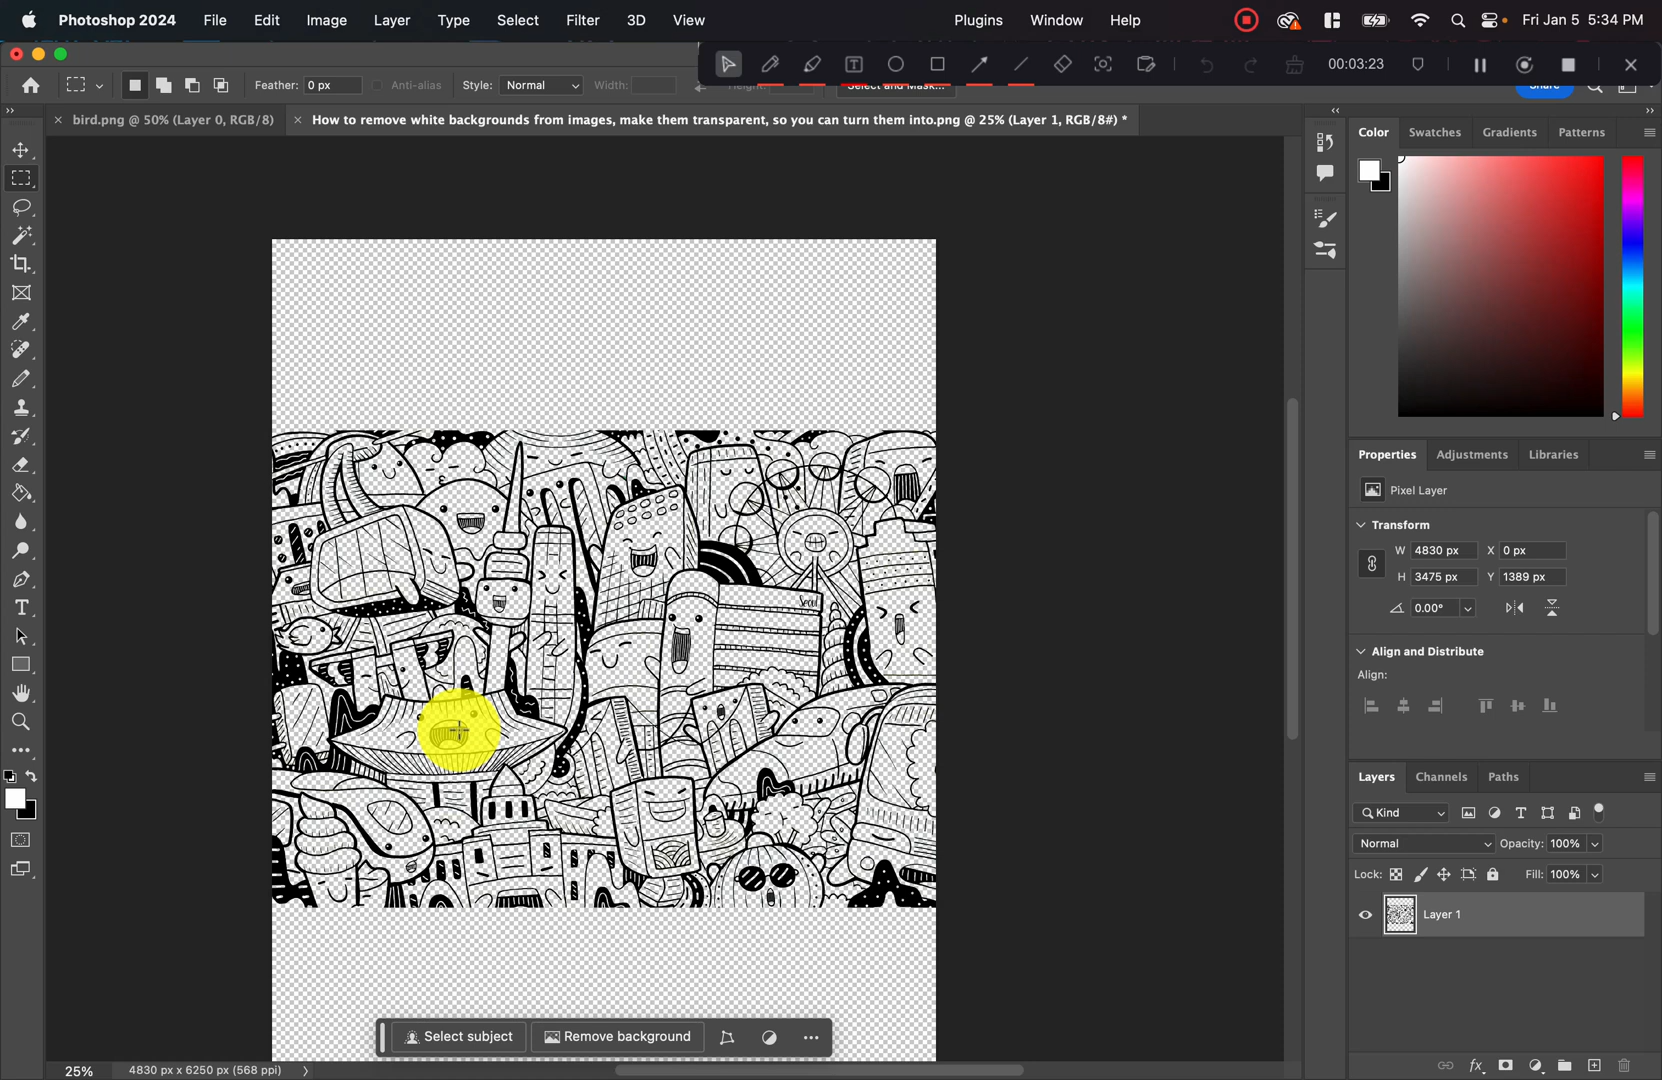 Photoshop 2024 File Edit Image Layer Type Select Filter 3D View Plugins Window Help Fri Jan 5 5:34 PM
00:03:23
Feather: 0 px Anti-alias Style: Normal Width: Select and Mask... Share
bird.png @ 50% (Layer 0, RGB/8) How to remove white backgrounds from images, make them transparent, so you can turn them into.png @ 25% (Layer 1, RGB/8#) *
Color Swatches Gradients Patterns
Properties Adjustments Libraries
Pixel Layer
Transform
W 4830 px X 0 px
H 3475 px Y 1389 px
0.00°
Seoul
Align and Distribute
Align:
Layers Channels Paths
Kind
Normal Opacity: 100%
Lock: Fill: 100%
Layer 1
Select subject Remove background
25% 4830 px x 6250 px (568 ppi)